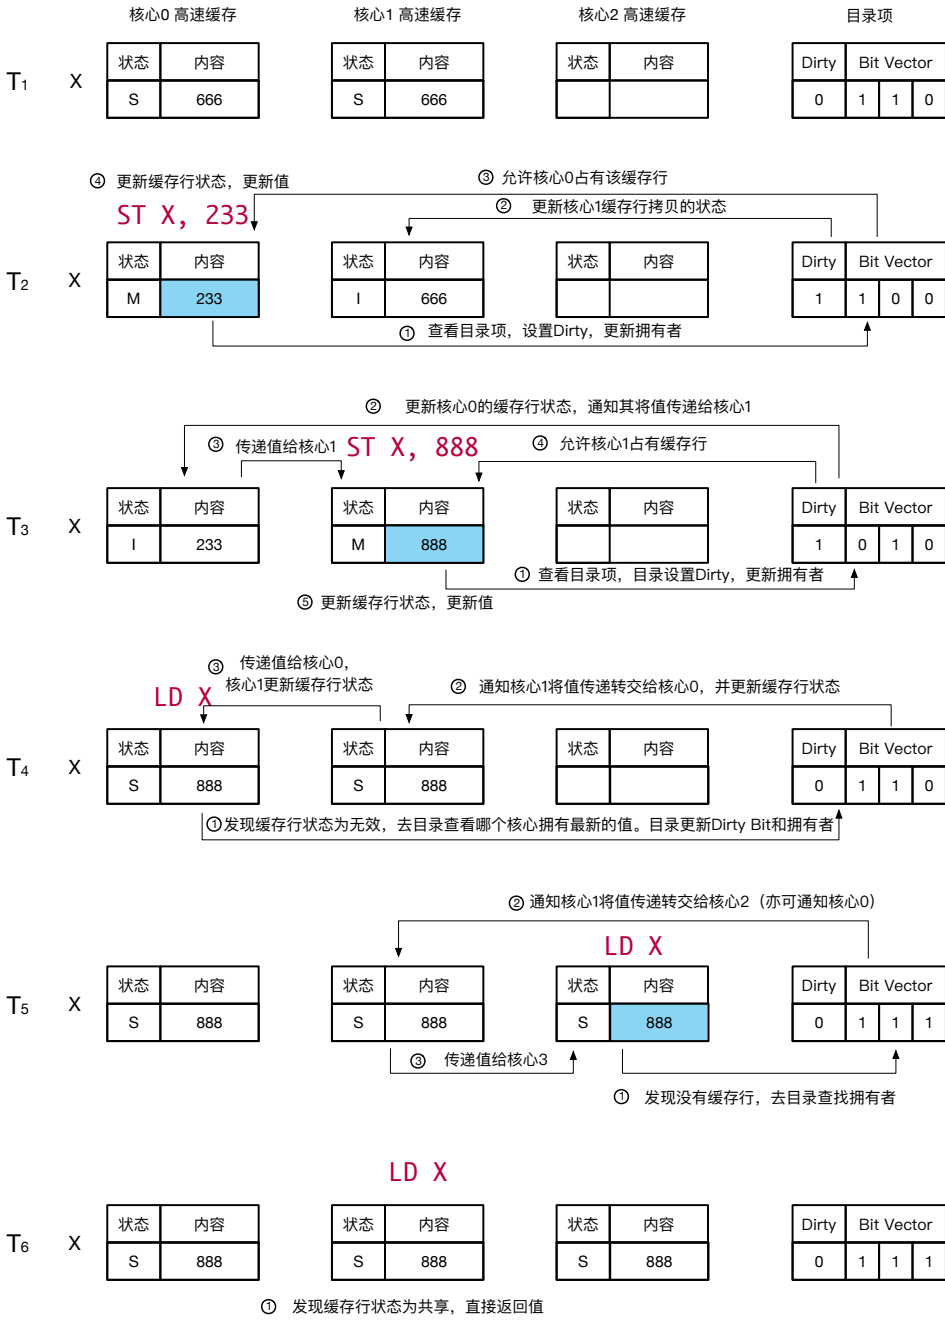 核心0 高速缓存 核心1 高速缓存 核心2 高速缓存 目录项
状态 内容 状态 内容 状态 内容 Dirty Bit Vector
T1 X
S 666 S 666 0 1 1 0
③ 允许核心0占有该缓存行
④ 更新缓存行状态，更新值
② 更新核心1缓存行拷贝的状态
ST X, 233
状态 内容 状态 内容 状态 内容 Dirty Bit Vector
T2 X
M 233 I 666 1 1 0 0
① 查看目录项，设置Dirty，更新拥有者
② 更新核心0的缓存行状态，通知其将值传递给核心1
③ 传递值给核心1 ST X, 888 ④ 允许核心1占有缓存行
状态 内容 状态 内容 状态 内容 Dirty Bit Vector
T3 X
I 233 M 888 1 0 1 0
① 查看目录项，目录设置Dirty，更新拥有者
⑤ 更新缓存行状态，更新值
③ 传递值给核心0，
核心1更新缓存行状态
② 通知核心1将值传递转交给核心0，并更新缓存行状态
LD X
状态 内容 状态 内容 状态 内容 Dirty Bit Vector
T4 X
S 888 S 888 0 1 1 0
①发现缓存行状态为无效，去目录查看哪个核心拥有最新的值。目录更新Dirty Bit和拥有者
② 通知核心1将值传递转交给核心2（亦可通知核心0）
LD X
状态 内容 状态 内容 状态 内容 Dirty Bit Vector
T5 X
S 888 S 888 S 888 0 1 1 1
③ 传递值给核心3
① 发现没有缓存行，去目录查找拥有者
LD X
状态 内容 状态 内容 状态 内容 Dirty Bit Vector
T6 X
S 888 S 888 S 888 0 1 1 1
① 发现缓存行状态为共享，直接返回值